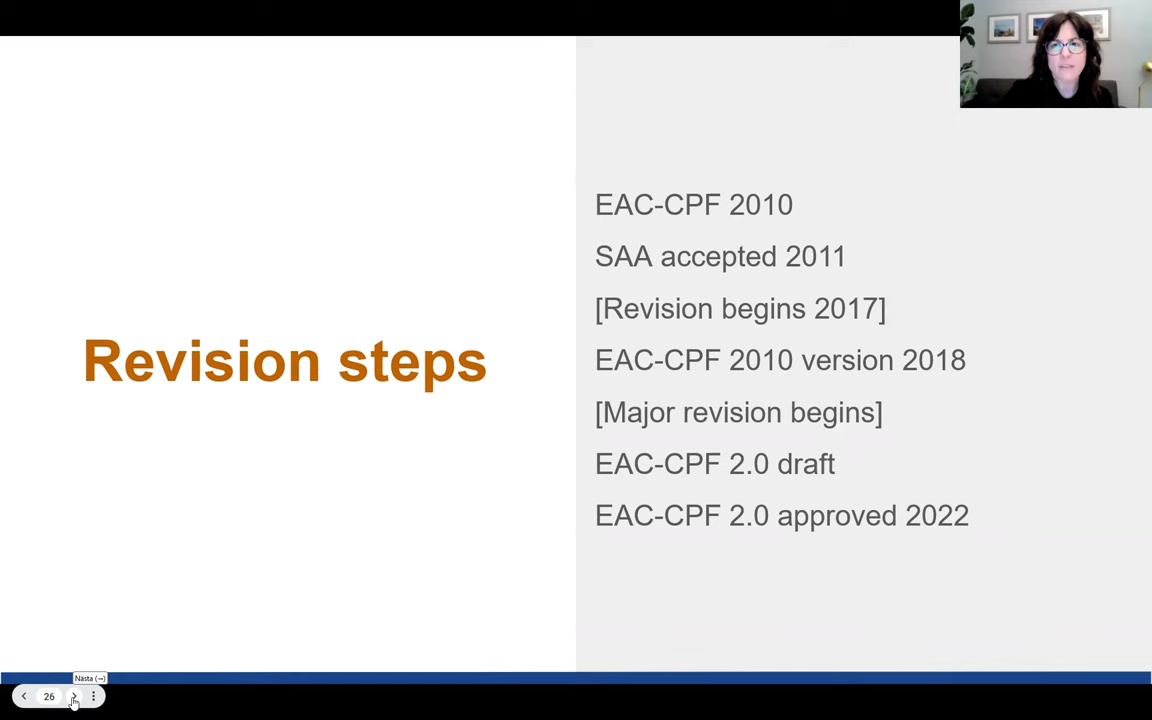 Revision steps
EAC-CPF 2010
SAA accepted 2011
[Revision begins 2017]
EAC-CPF 2010 version 2018
[Major revision begins]
EAC-CPF 2.0 draft
EAC-CPF 2.0 approved 2022
Nästa (→)
26